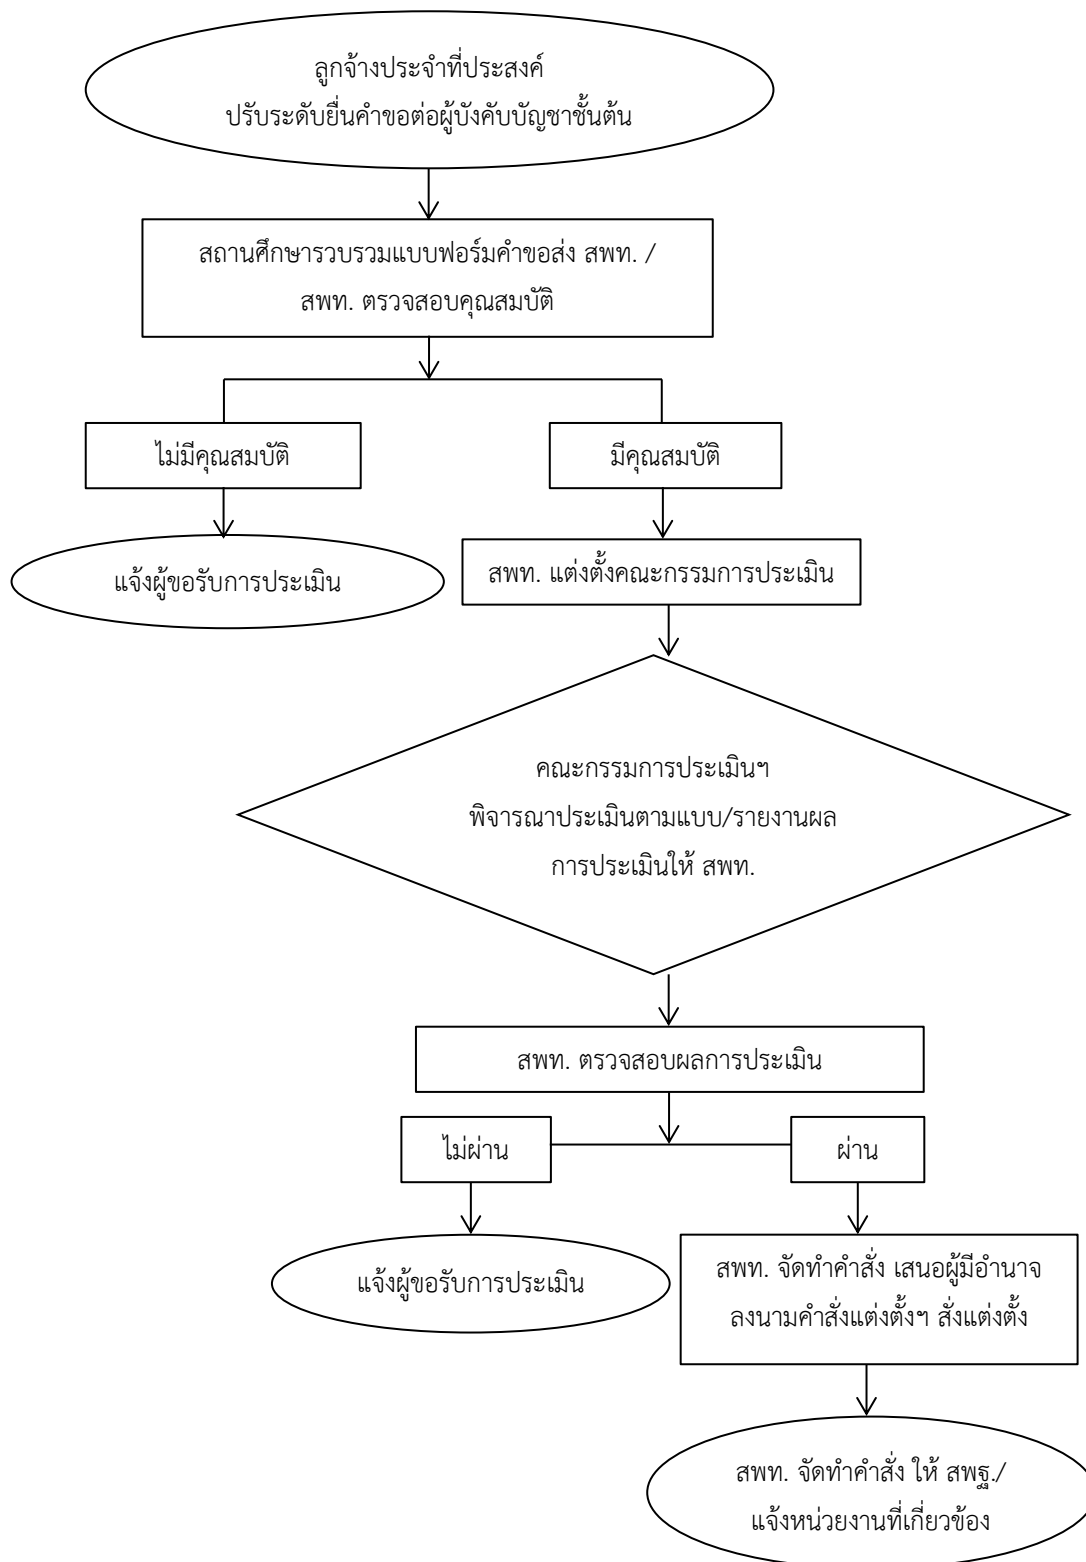 ลูกจ้างประจำที่ประสงค์
ปรับระดับยื่นคำขอต่อผู้บังคับบัญชาชั้นต้น
สถานศึกษารวบรวมแบบฟอร์มคำขอส่ง สพท. /
สพท. ตรวจสอบคุณสมบัติ
ไม่มีคุณสมบัติ
มีคุณสมบัติ
แจ้งผู้ขอรับการประเมิน
สพท. แต่งตั้งคณะกรรมการประเมิน
คณะกรรมการประเมินฯ
พิจารณาประเมินตามแบบ/รายงานผล
การประเมินให้ สพท.
สพท. ตรวจสอบผลการประเมิน
ไม่ผ่าน
ผ่าน
แจ้งผู้ขอรับการประเมิน
สพท. จัดทำคำสั่ง เสนอผู้มีอำนาจ
ลงนามคำสั่งแต่งตั้งฯ สั่งแต่งตั้ง
สพท. จัดทำคำสั่ง ให้ สพฐ./
แจ้งหน่วยงานที่เกี่ยวข้อง